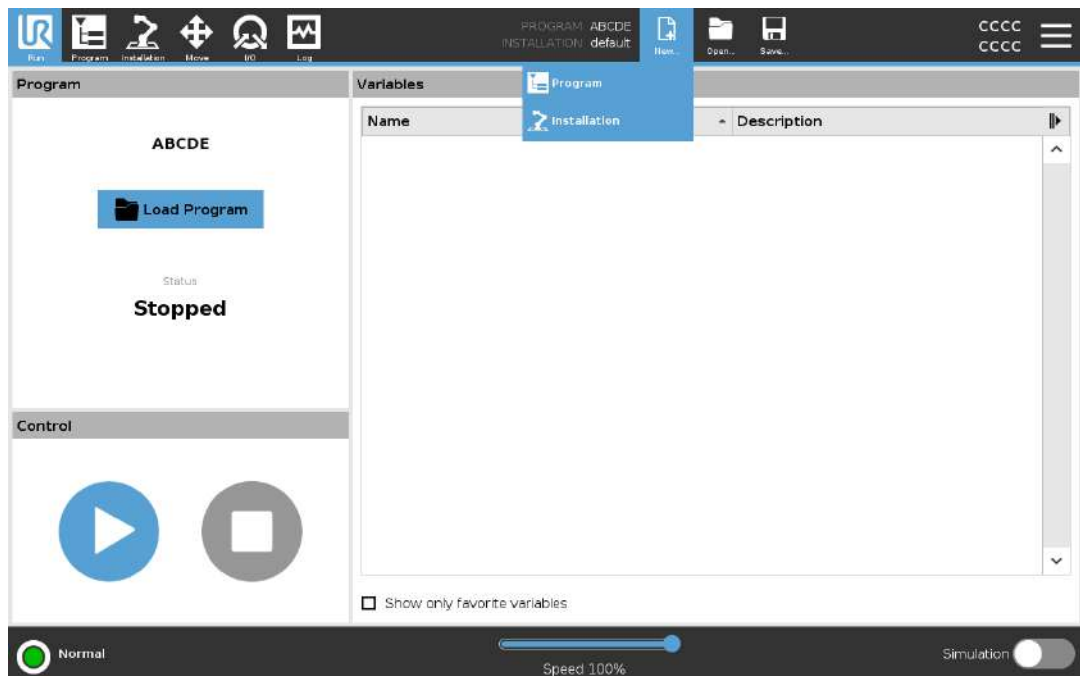 PROGRAM ABCDE
INSTALLATION default
CCCC
CCCC
Run Program Installation Move I/O Log New... Open... Save...
Program
Variables
Program
Installation
Name
Description
ABCDE
Load Program
Status
Stopped
Control
Show only favorite variables
Normal
Speed 100%
Simulation